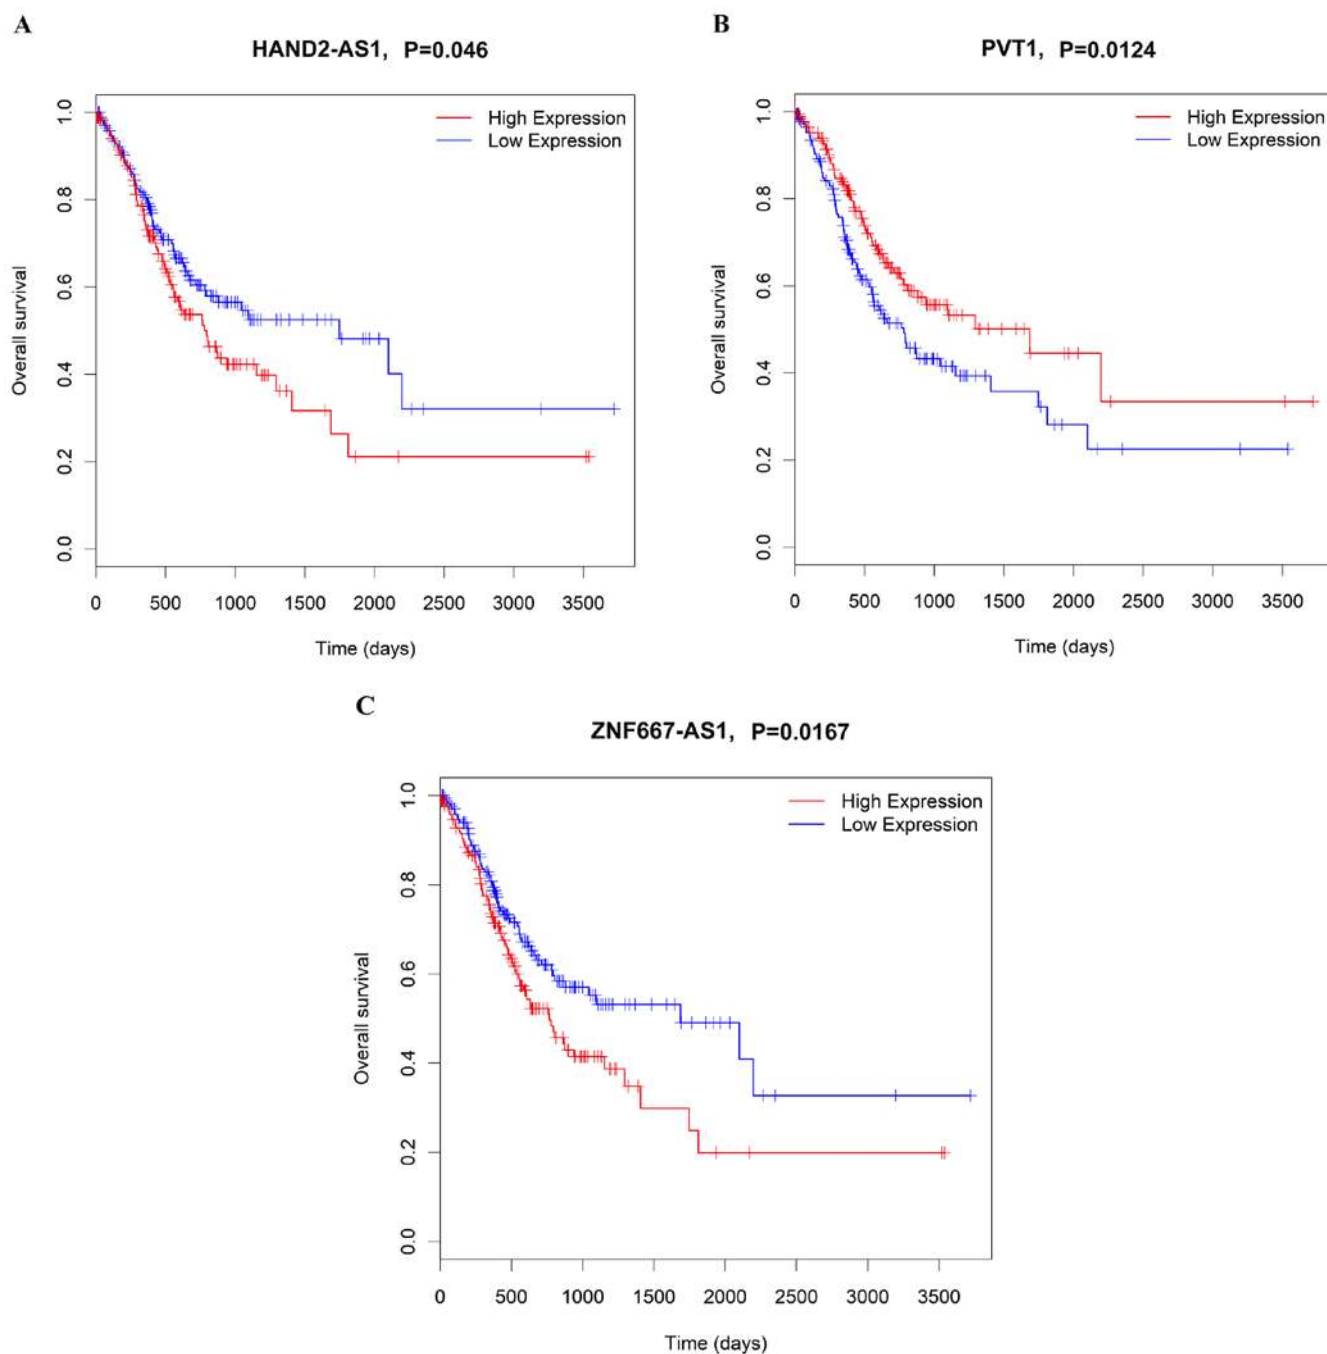 A
HAND2-AS1, P=0.046
High Expression
Low Expression
Overall survival
1.0
0.8
0.6
0.4
0.2
0.0
0 500 1000 1500 2000 2500 3000 3500
Time (days)
B
PVT1, P=0.0124
High Expression
Low Expression
Overall survival
1.0
0.8
0.6
0.4
0.2
0.0
0 500 1000 1500 2000 2500 3000 3500
Time (days)
C
ZNF667-AS1, P=0.0167
High Expression
Low Expression
Overall survival
1.0
0.8
0.6
0.4
0.2
0.0
0 500 1000 1500 2000 2500 3000 3500
Time (days)